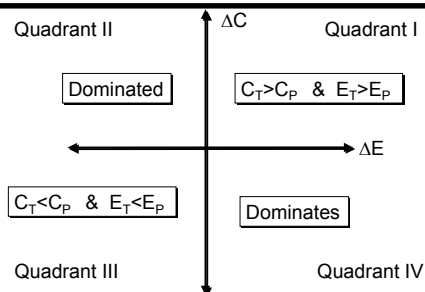 Quadrant II ΔC Quadrant I
Dominated C_T>C_P & E_T>E_P
ΔE
C_T<C_P & E_T<E_P Dominates
Quadrant III Quadrant IV